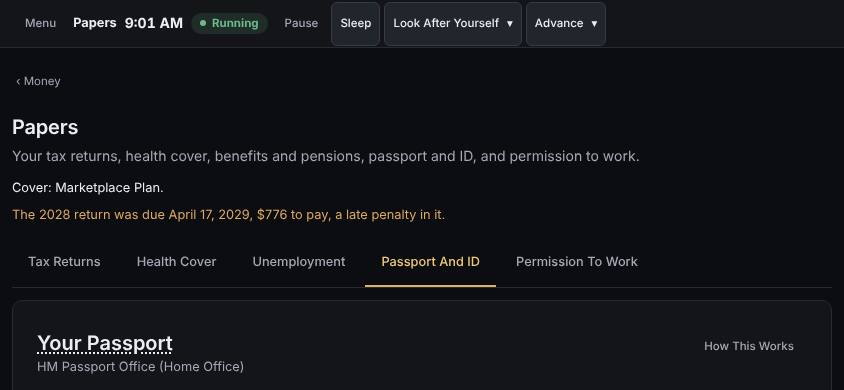 Menu Papers 9:01 AM Running Pause Sleep Look After Yourself ▾ Advance ▾
‹ Money
Papers
Your tax returns, health cover, benefits and pensions, passport and ID, and permission to work.
Cover: Marketplace Plan.
The 2028 return was due April 17, 2029, $776 to pay, a late penalty in it.
Tax Returns Health Cover Unemployment Passport And ID Permission To Work
Your Passport
How This Works
HM Passport Office (Home Office)